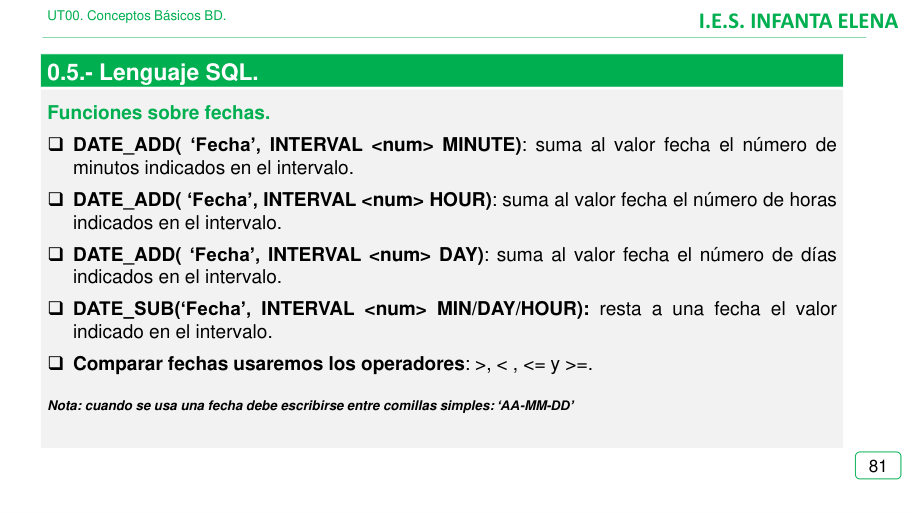 UT00. Conceptos Básicos BD.
I.E.S. INFANTA ELENA
0.5.- Lenguaje SQL.
Funciones sobre fechas.
❑ DATE_ADD( ‘Fecha’, INTERVAL <num> MINUTE): suma al valor fecha el número de
minutos indicados en el intervalo.
❑ DATE_ADD( ‘Fecha’, INTERVAL <num> HOUR): suma al valor fecha el número de horas
indicados en el intervalo.
❑ DATE_ADD( ‘Fecha’, INTERVAL <num> DAY): suma al valor fecha el número de días
indicados en el intervalo.
❑ DATE_SUB(‘Fecha’, INTERVAL <num> MIN/DAY/HOUR): resta a una fecha el valor
indicado en el intervalo.
❑ Comparar fechas usaremos los operadores: >, < , <= y >=.
Nota: cuando se usa una fecha debe escribirse entre comillas simples: ‘AA-MM-DD’
81